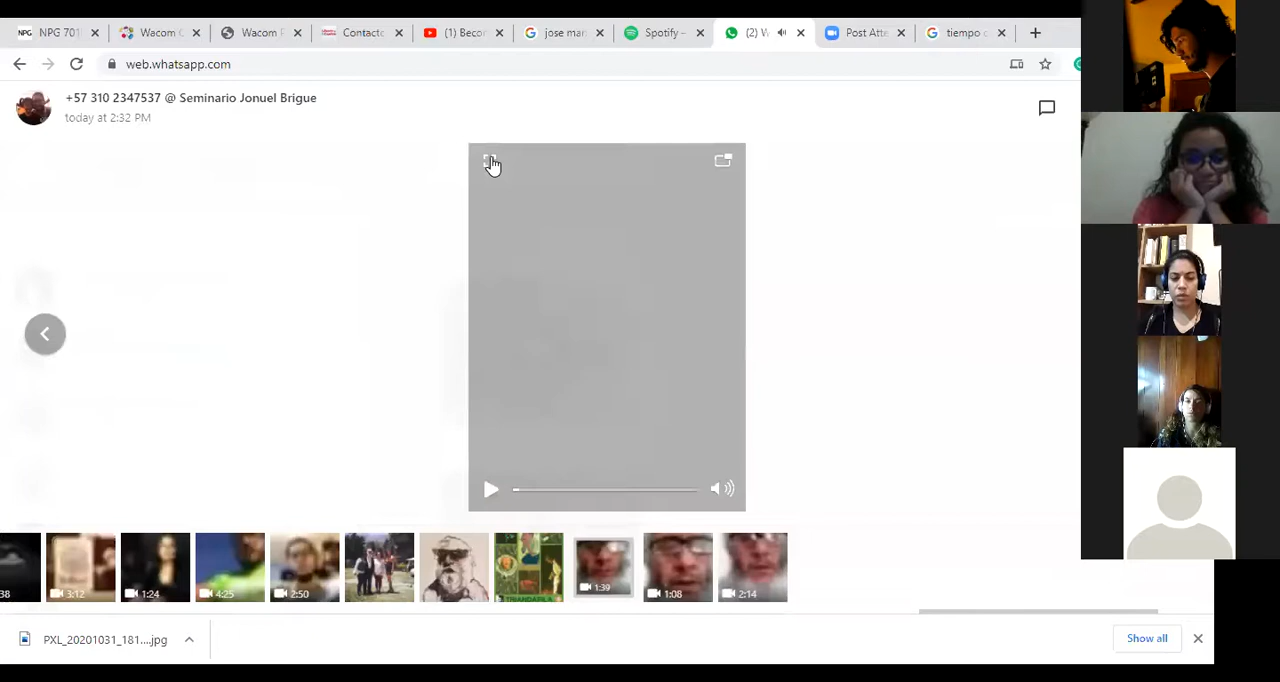 NPG 701
Wacom C
Wacom P
Contacto
(1) Becor
jose mar
Spotify –
(2) W
Post Atte
tiempo c
web.whatsapp.com
+57 310 2347537 @ Seminario Jonuel Brigue
today at 2:32 PM
38
3:12
1:24
4:25
2:50
TRIANDAFILA
1:39
1:08
2:14
PXL_20201031_181....jpg
Show all